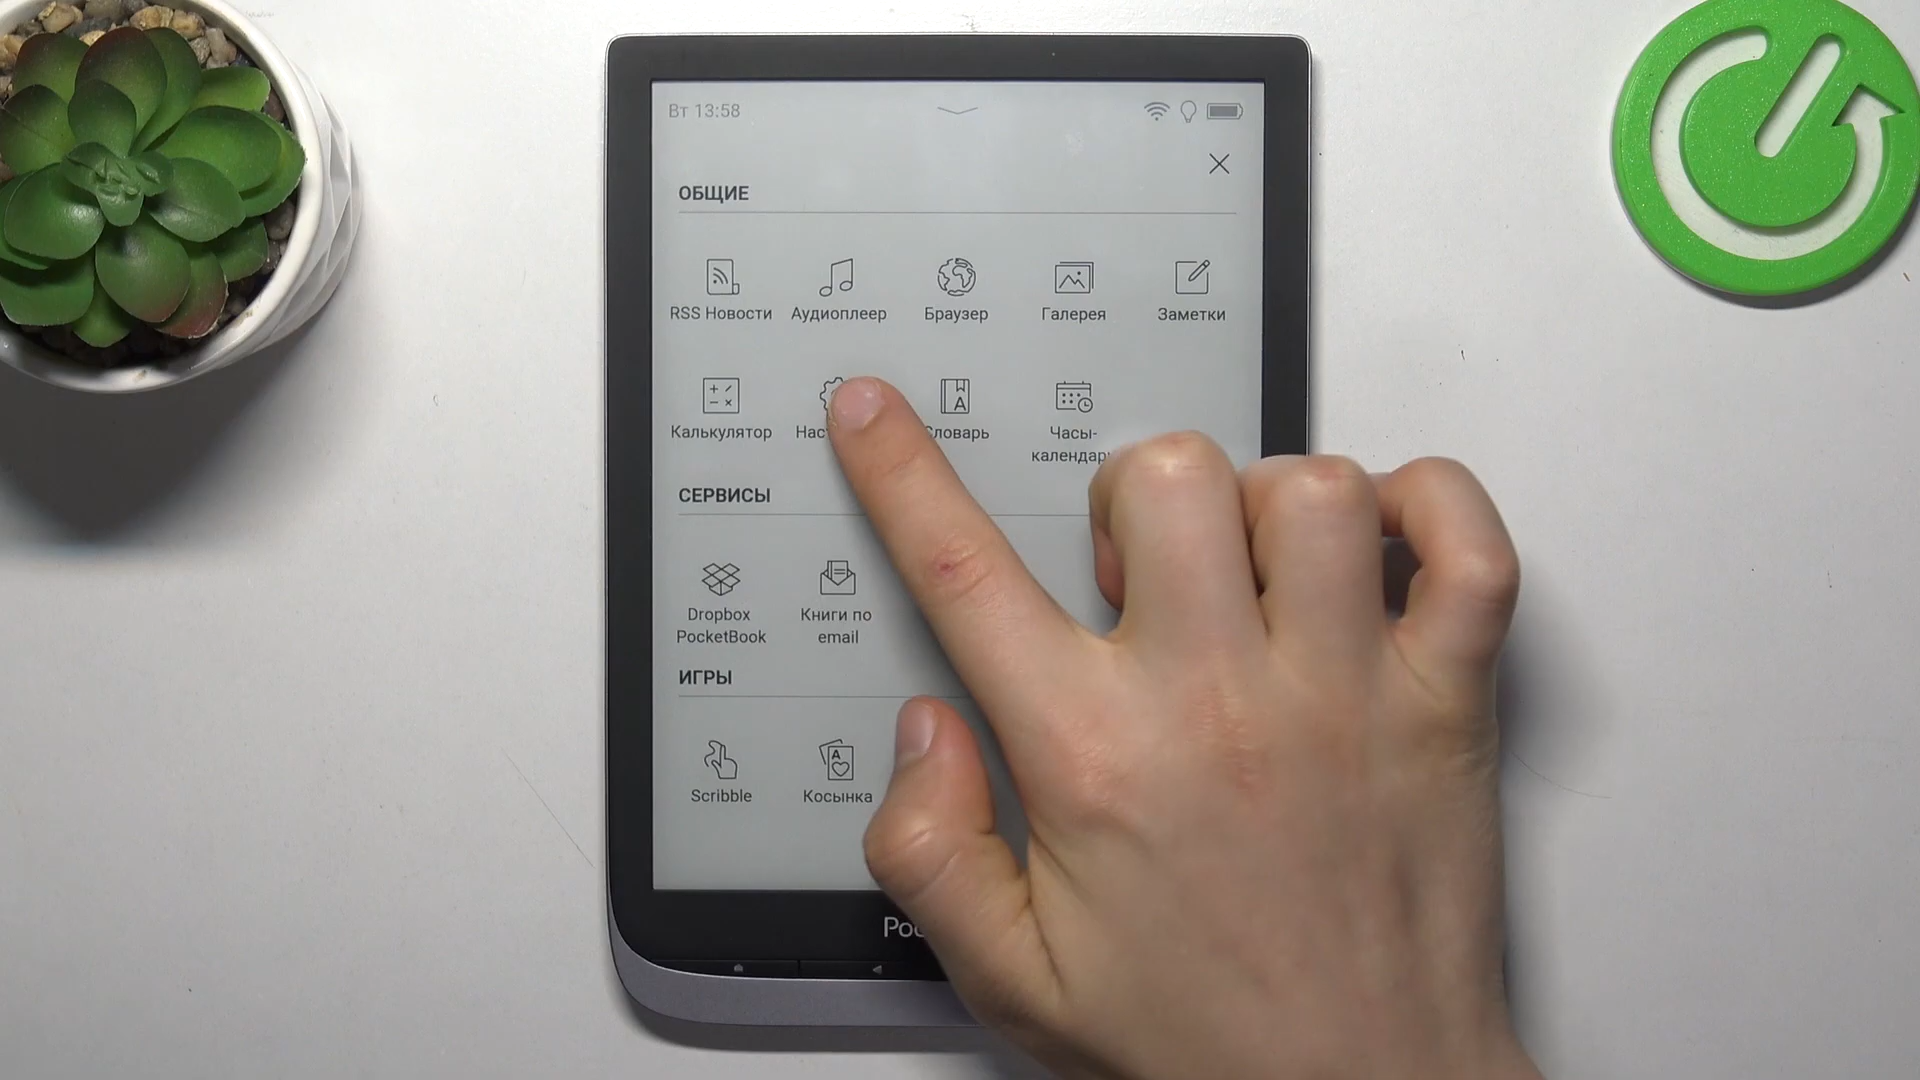 Вт 13:58
ОБЩИЕ
RSS Новости Аудиоплеер Браузер Галерея Заметки
Калькулятор
Часы-
СЕРВИСЫ
Dropbox
PocketBook
Книги по
email
ИГРЫ
Scribble Косынка